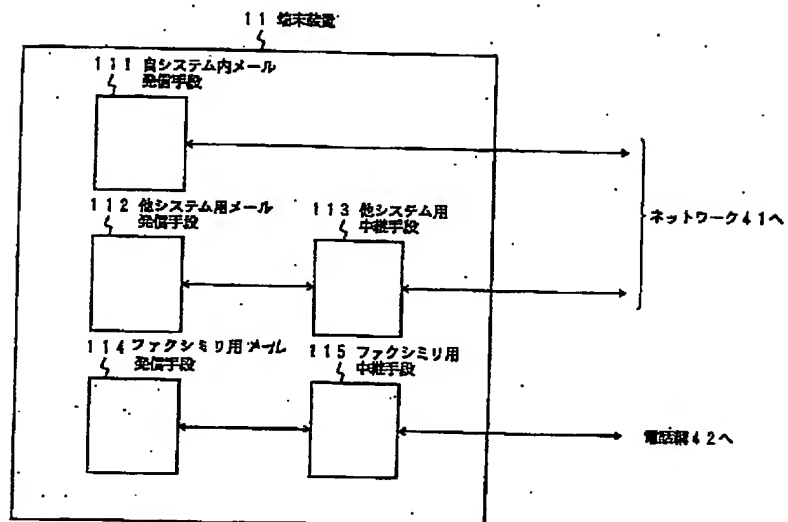 11 端末装置
111 自システム内メール
発信手段
112 他システム用メール
発信手段
113 他システム用
中継手段
ネットワーク41へ
114 ファクシミリ用メール
発信手段
115 ファクシミリ用
中継手段
電話網42へ